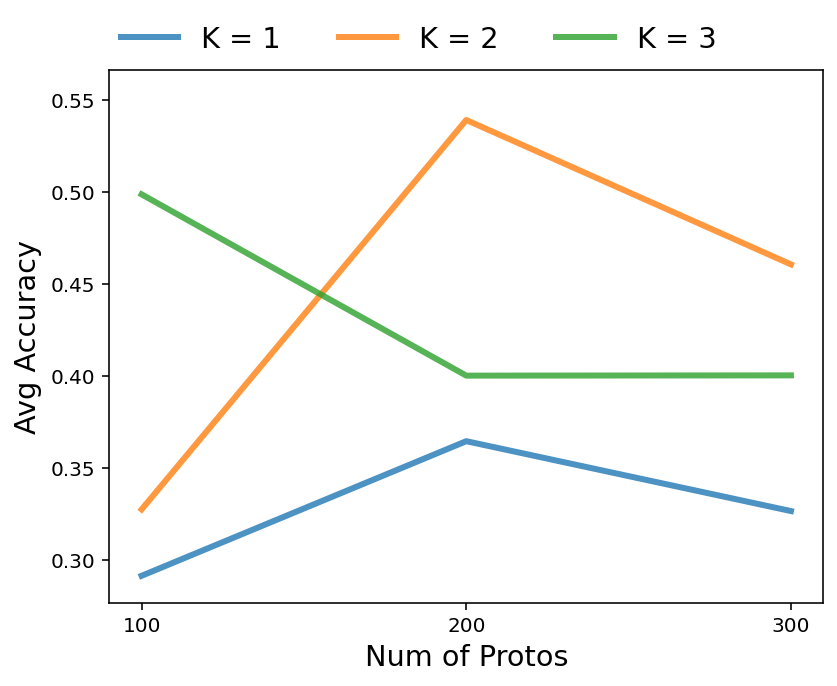 K = 1 K = 2 K = 3
0.55
0.50
0.45
0.40
0.35
0.30
Avg Accuracy
100 200 300
Num of Protos